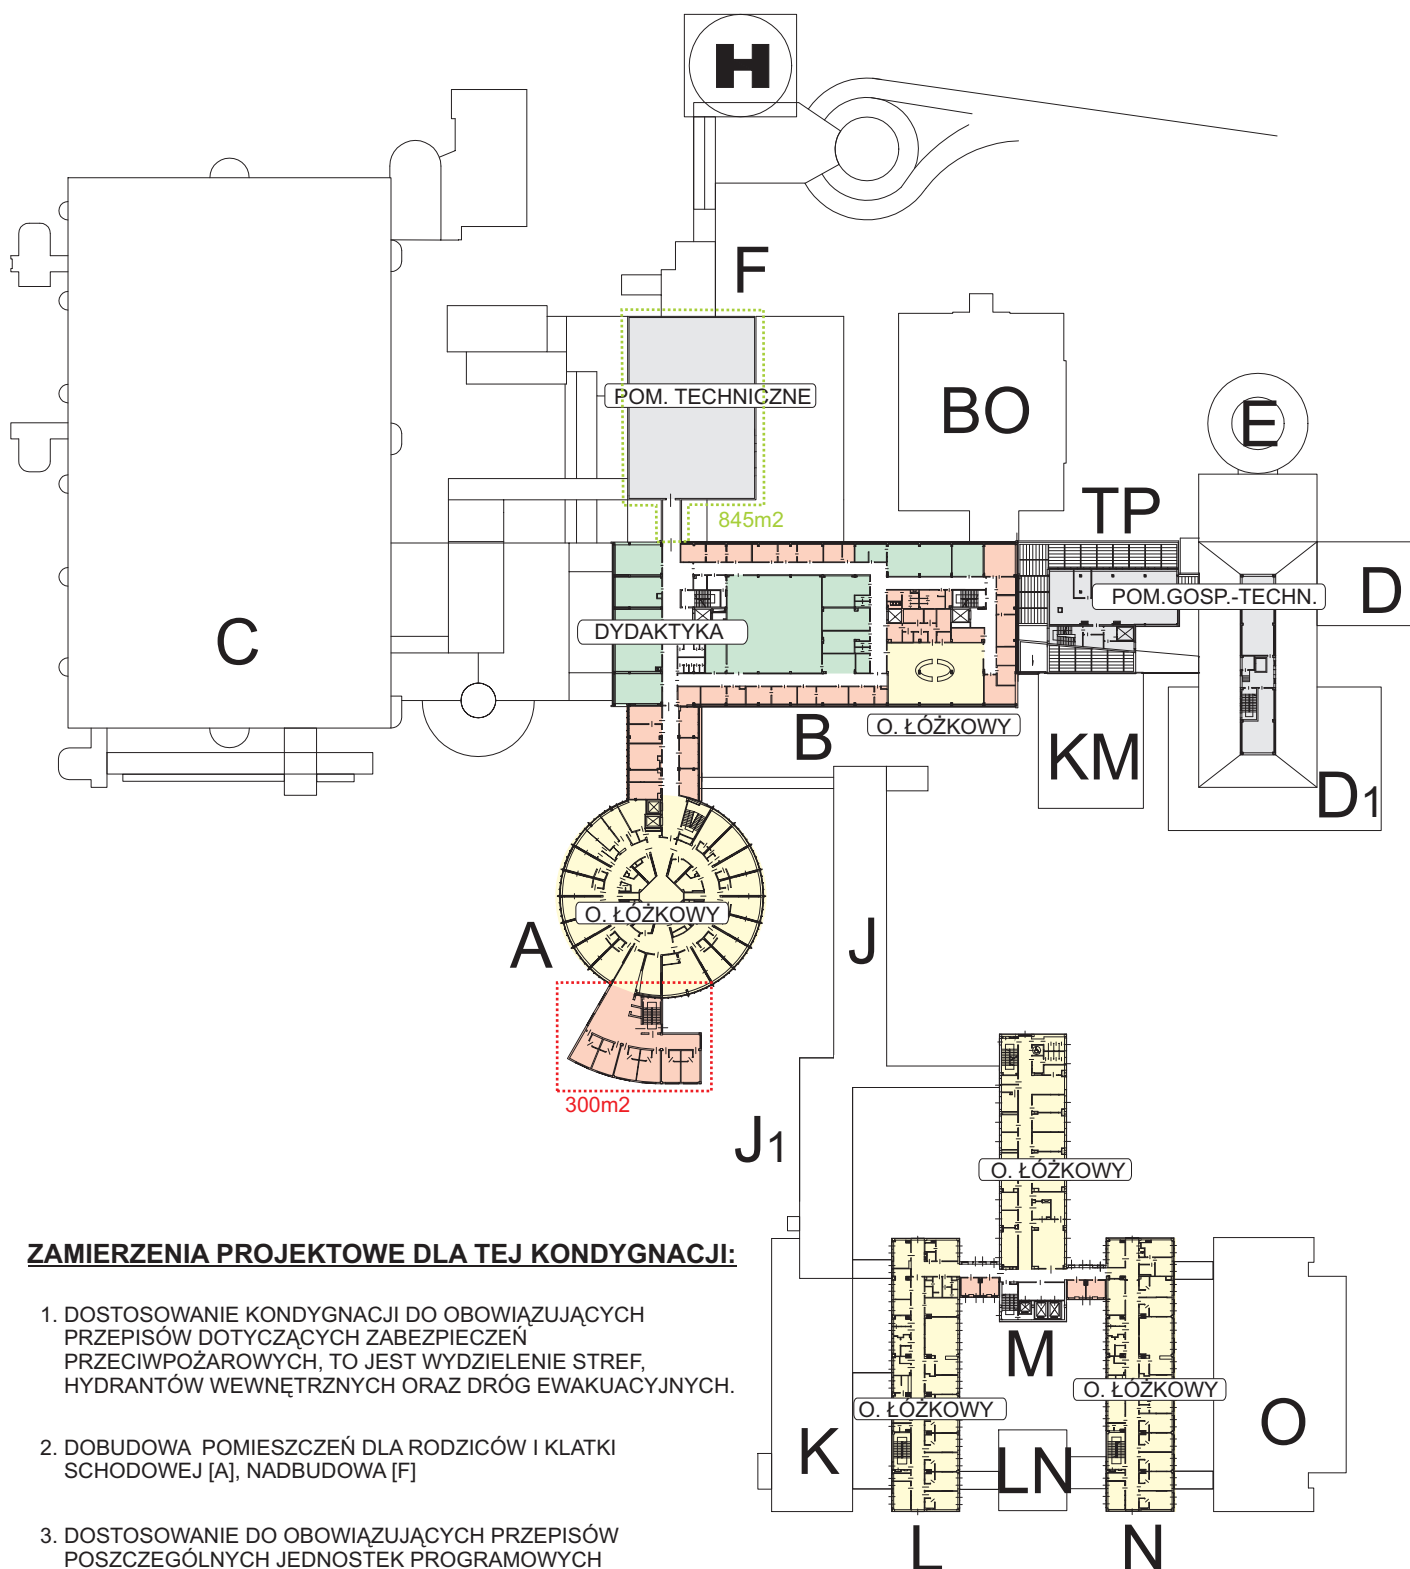 H
F
POM. TECHNICZNE
845m2
BO
E
TP
POM.GOSP.-TECHN.
D
C
DYDAKTYKA
B
O. ŁÓŻKOWY
KM
D1
O. ŁÓŻKOWY
A
J
300m2
J1
O. ŁÓŻKOWY
ZAMIERZENIA PROJEKTOWE DLA TEJ KONDYGNACJI:
1. DOSTOSOWANIE KONDYGNACJI DO OBOWIĄZUJĄCYCH
PRZEPISÓW DOTYCZĄCYCH ZABEZPIECZEŃ
PRZECIWPOŻAROWYCH, TO JEST WYDZIELENIE STREF,
HYDRANTÓW WEWNĘTRZNYCH ORAZ DRÓG EWAKUACYJNYCH.
2. DOBUDOWA POMIESZCZEŃ DLA RODZICÓW I KLATKI
SCHODOWEJ [A], NADBUDOWA [F]
3. DOSTOSOWANIE DO OBOWIĄZUJĄCYCH PRZEPISÓW
POSZCZEGÓLNYCH JEDNOSTEK PROGRAMOWYCH
M
O. ŁÓŻKOWY
O. ŁÓŻKOWY
K
LN
O
L
N